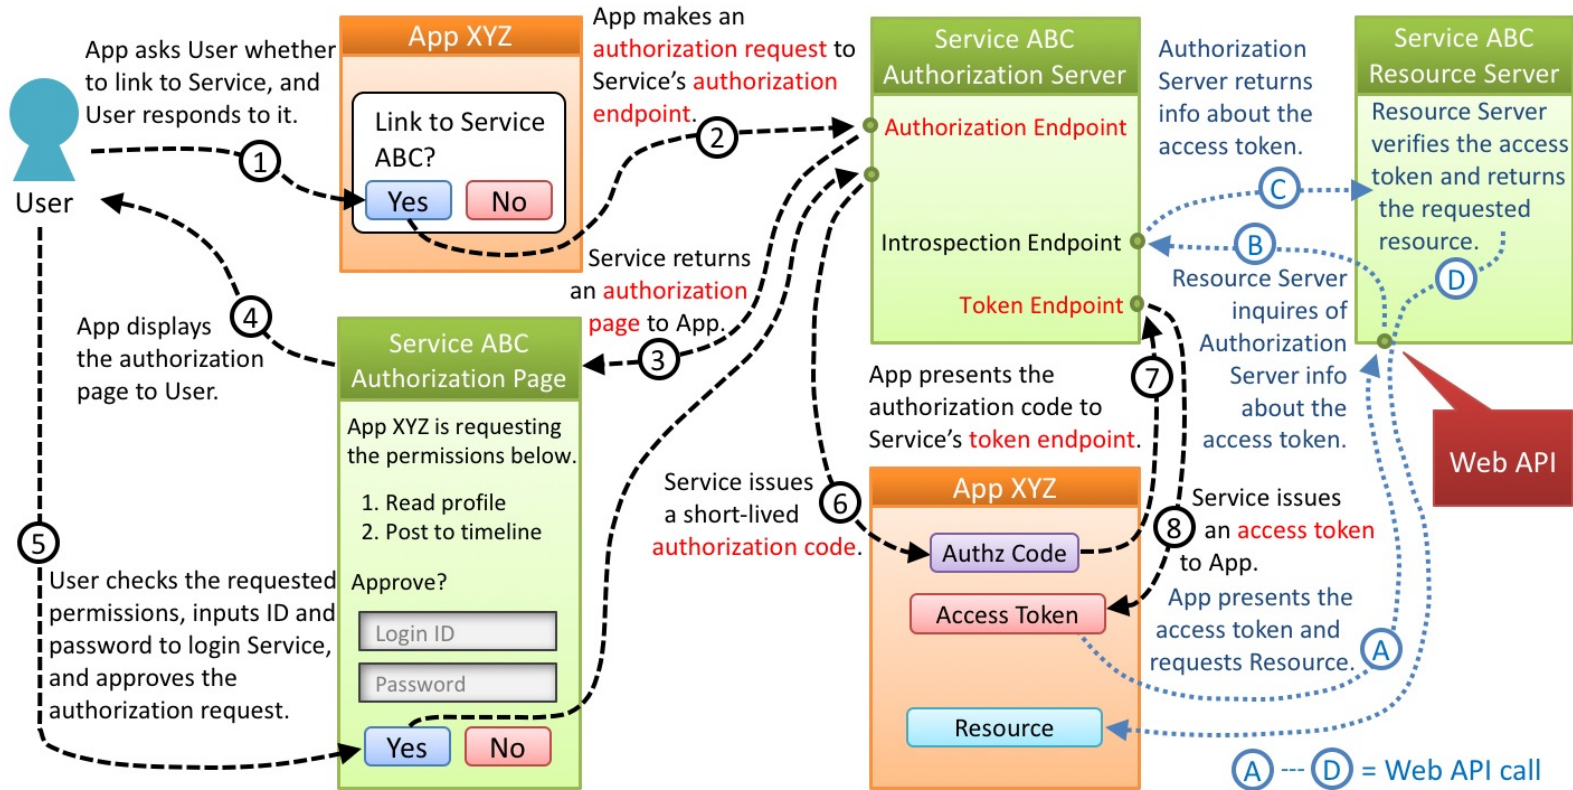 App asks User whether
to link to Service, and
User responds to it.
1
User
App XYZ
Link to Service
ABC?
Yes
No
App makes an
authorization request to
Service's authorization
endpoint.
2
Service ABC
Authorization Server
Authorization Endpoint
Introspection Endpoint
Token Endpoint
Authorization
Server returns
info about the
access token.
C
B
Service ABC
Resource Server
Resource Server
verifies the access
token and returns
the requested
resource.
D
Resource Server
inquires of
Authorization
Server info
about the
access token.
Web API
Service returns
an authorization
page to App.
3
4
App displays
the authorization
page to User.
Service ABC
Authorization Page
App XYZ is requesting
the permissions below.
1. Read profile
2. Post to timeline
Approve?
Login ID
Password
Yes
No
5
User checks the requested
permissions, inputs ID and
password to login Service,
and approves the
authorization request.
Service issues
a short-lived
authorization code.
6
App presents the
authorization code to
Service's token endpoint.
7
App XYZ
Authz Code
Access Token
Resource
8
Service issues
an access token
to App.
App presents the
access token and
requests Resource.
A
A --- D = Web API call